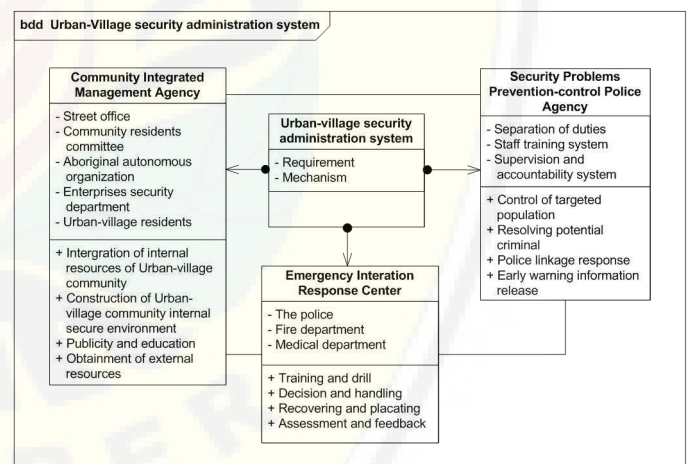 bdd Urban-Village security administration system
Community Integrated
Management Agency
- Street office
- Community residents
committee
- Aboriginal autonomous
organization
- Enterprises security
department
- Urban-village residents
+ Intergration of internal
resources of Urban-village
community
+ Construction of Urban-
village community internal
secure environment
+ Publicity and education
+ Obtainment of external
resources
Urban-village security
administration system
- Requirement
- Mechanism
Security Problems
Prevention-control Police
Agency
- Separation of duties
- Staff training system
- Supervision and
accountability system
+ Control of targeted
population
+ Resolving potential
criminal
+ Police linkage response
+ Early warning information
release
Emergency Interation
Response Center
- The police
- Fire department
- Medical department
+ Training and drill
+ Decision and handling
+ Recovering and placating
+ Assessment and feedback